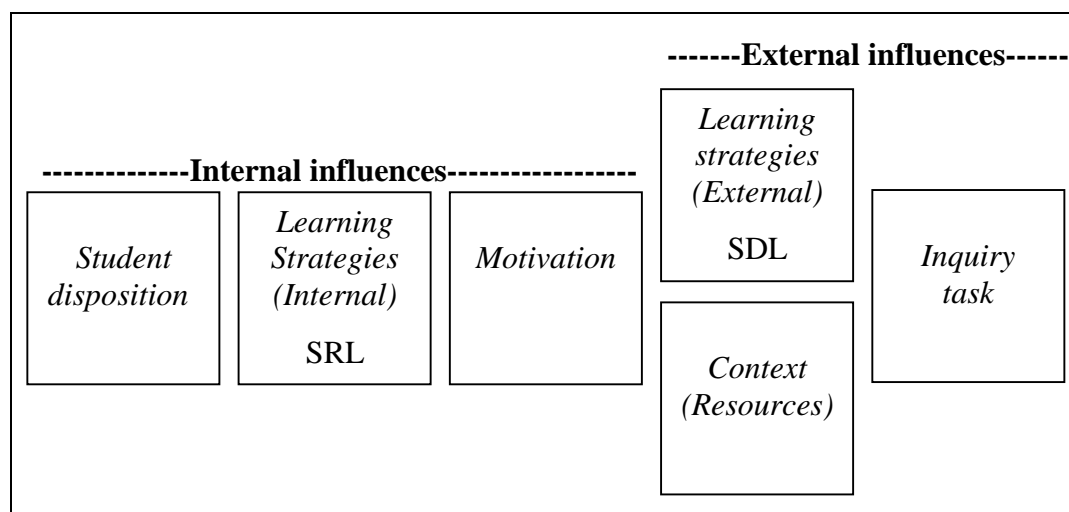 -------External influences------
--------------Internal influences-----------------
Student
disposition
Learning
Strategies
(Internal)
SRL
Motivation
Learning
strategies
(External)
SDL
Context
(Resources)
Inquiry
task